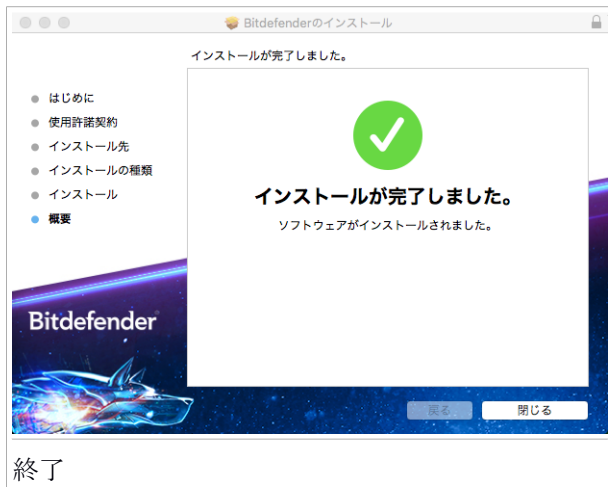 Bitdefenderのインストール
インストールが完了しました。
はじめに
使用許諾契約
インストール先
インストールの種類
インストール
概要
インストールが完了しました。
ソフトウェアがインストールされました。
Bitdefender
戻る
閉じる
終了